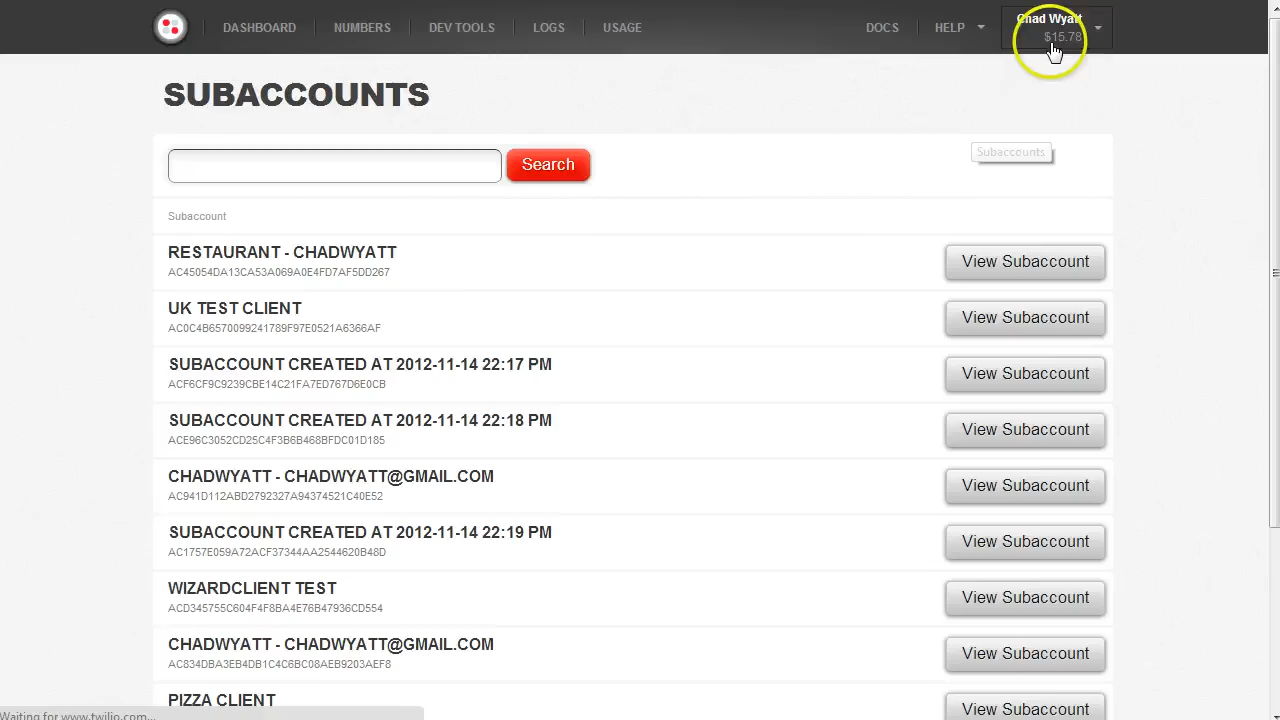 DASHBOARD NUMBERS DEV TOOLS LOGS USAGE DOCS HELP Chad Wyatt
$15.78
SUBACCOUNTS
Search
Subaccounts
Subaccount
RESTAURANT - CHADWYATT
AC45054DA13CA53A069A0E4FD7AF5DD267
View Subaccount
UK TEST CLIENT
AC0C4B6570099241789F97E0521A6366AF
View Subaccount
SUBACCOUNT CREATED AT 2012-11-14 22:17 PM
ACF6CF9C9239CBE14C21FA7ED767D6E0CB
View Subaccount
SUBACCOUNT CREATED AT 2012-11-14 22:18 PM
ACE96C3052CD25C4F3B6B468BFDC01D185
View Subaccount
CHADWYATT - CHADWYATT@GMAIL.COM
AC941D112ABD2792327A94374521C40E52
View Subaccount
SUBACCOUNT CREATED AT 2012-11-14 22:19 PM
AC1757E059A72ACF37344AA2544620B48D
View Subaccount
WIZARDCLIENT TEST
ACD345755C604F4F8BA4E76B47936CD554
View Subaccount
CHADWYATT - CHADWYATT@GMAIL.COM
AC834DBA3EB4DB1C4C6BC08AEB9203AEF8
View Subaccount
PIZZA CLIENT
View Subaccount
Waiting for www.twilio.com...